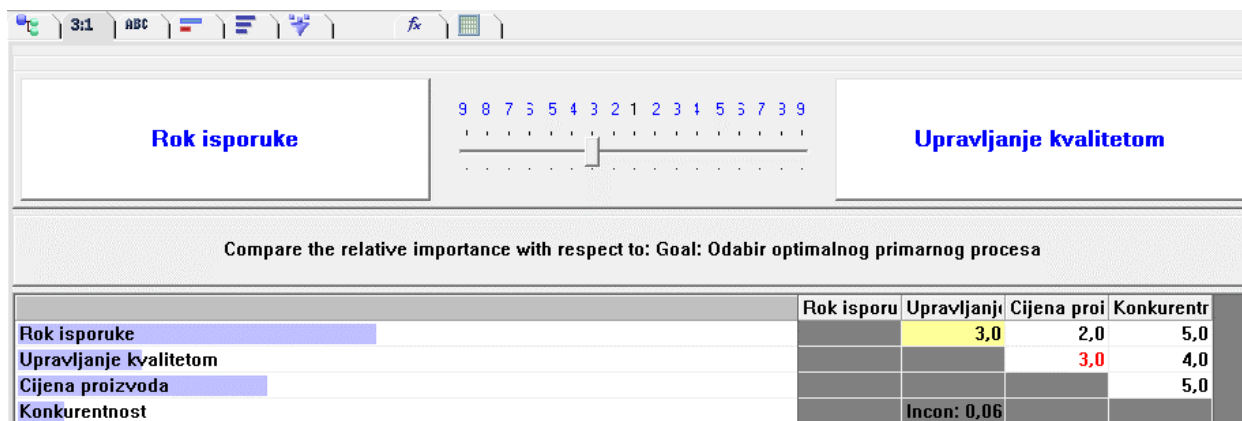 3:1 ABC fx
9 8 7 6 5 4 3 2 1 2 3 4 5 6 7 8 9
Rok isporuke
Upravljanje kvalitetom
Compare the relative importance with respect to: Goal: Odabir optimalnog primarnog procesa
Rok isporu Upravljanj Cijena proi Konkurentr
Rok isporuke 3,0 2,0 5,0
Upravljanje kvalitetom 3,0 4,0
Cijena proizvoda 5,0
Konkurentnost Incon: 0,06